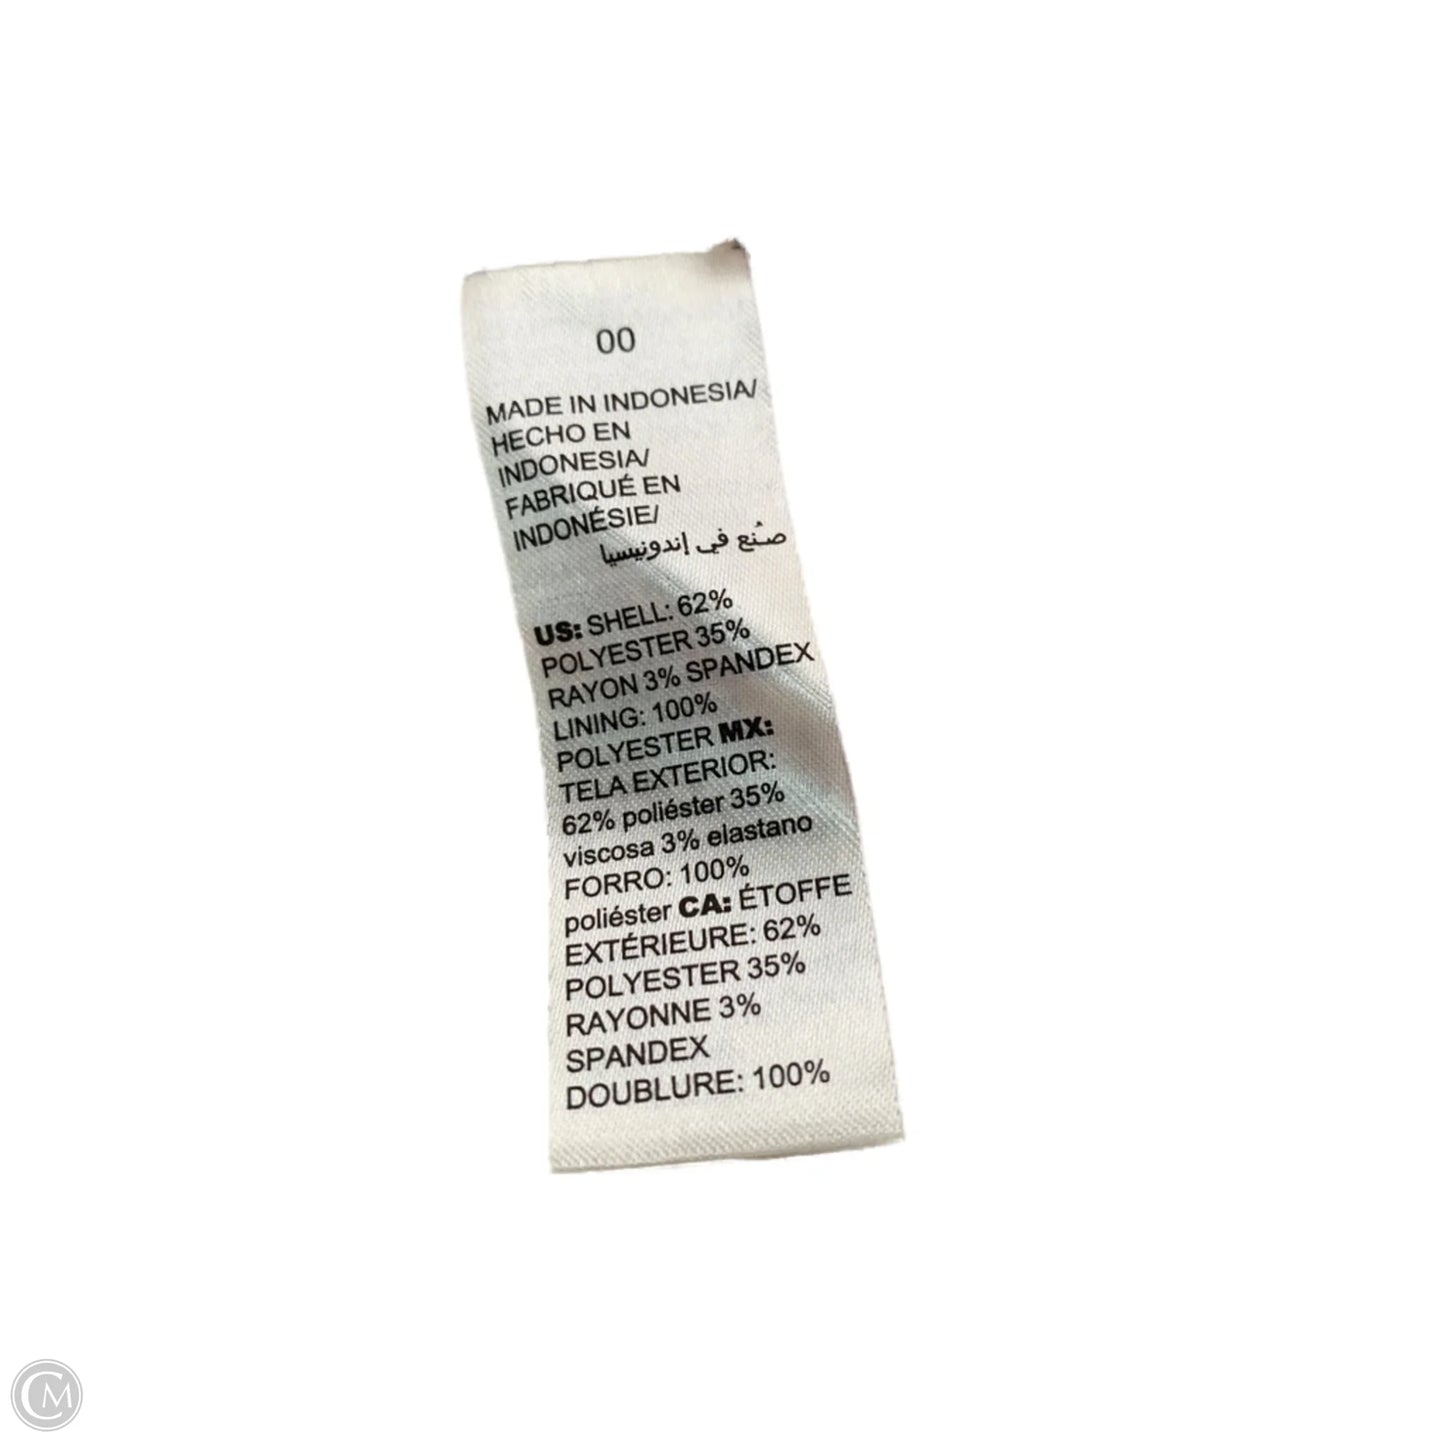 00
MADE IN INDONESIA/
HECHO EN
INDONESIA/
FABRIQUÉ EN
INDONÉSIE/
صُنع في إندونيسيا
US: SHELL: 62%
POLYESTER 35%
RAYON 3% SPANDEX
LINING: 100%
POLYESTER MX:
TELA EXTERIOR:
62% poliéster 35%
viscosa 3% elastano
FORRO: 100%
poliéster CA: ÉTOFFE
EXTÉRIEURE: 62%
POLYESTER 35%
RAYONNE 3%
SPANDEX
DOUBLURE: 100%
CM